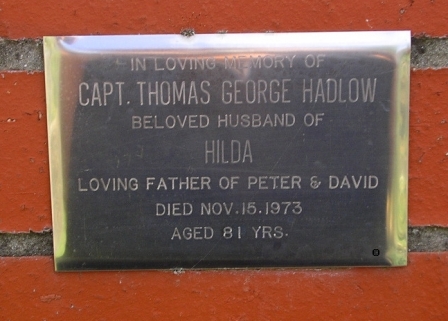 IN LOVING MEMORY OF
CAPT. THOMAS GEORGE HADLOW
BELOVED HUSBAND OF
HILDA
LOVING FATHER OF PETER & DAVID
DIED NOV. 15. 1973
AGED 81 YRS.